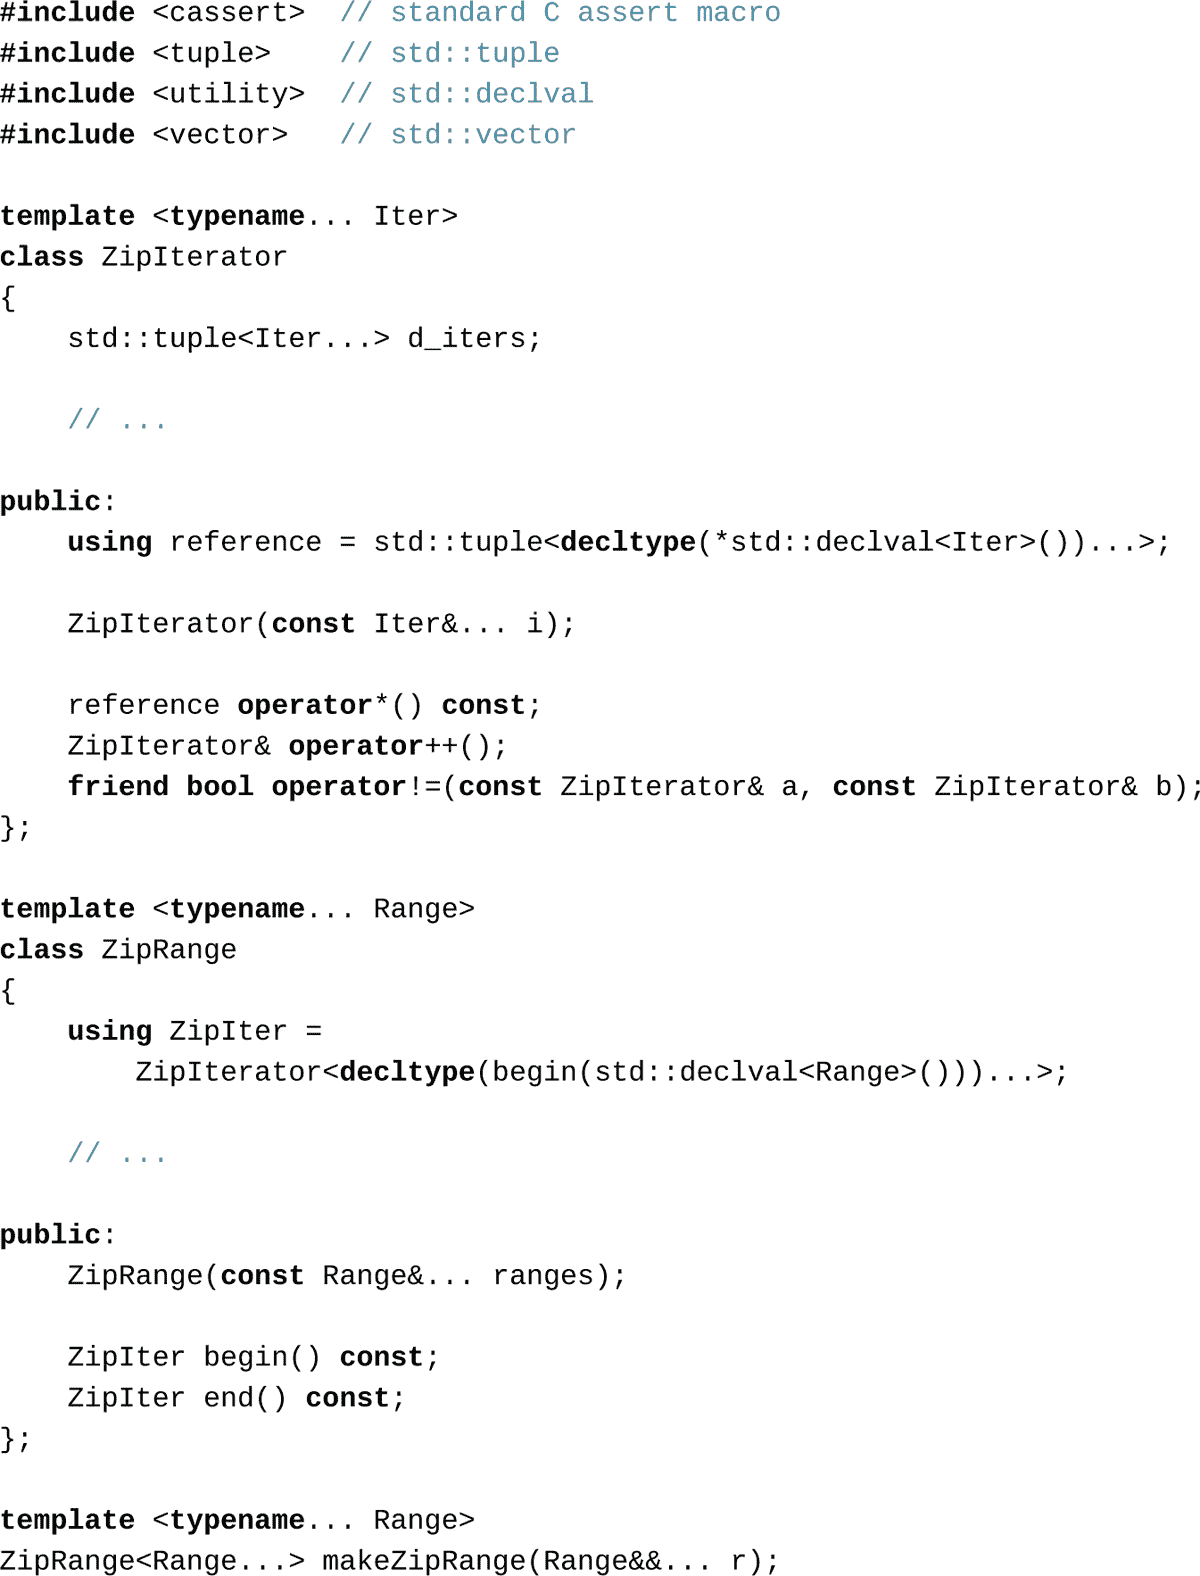 #include <cassert>  // standard C assert macro
#include <tuple>    // std::tuple
#include <utility>  // std::declval
#include <vector>   // std::vector

template <typename... Iter>
class ZipIterator
{
    std::tuple<Iter...> d_iters;

    // ...

public:
    using reference = std::tuple<decltype(*std::declval<Iter>())...>;

    ZipIterator(const Iter&... i);

    reference operator*() const;
    ZipIterator& operator++();
    friend bool operator!=(const ZipIterator& a, const ZipIterator& b);
};

template <typename... Range>
class ZipRange
{
    using ZipIter =
        ZipIterator<decltype(begin(std::declval<Range>()))...>;

    // ...

public:
    ZipRange(const Range&... ranges);

    ZipIter begin() const;
    ZipIter end() const;
};

template <typename... Range>
ZipRange<Range...> makeZipRange(Range&&... r);